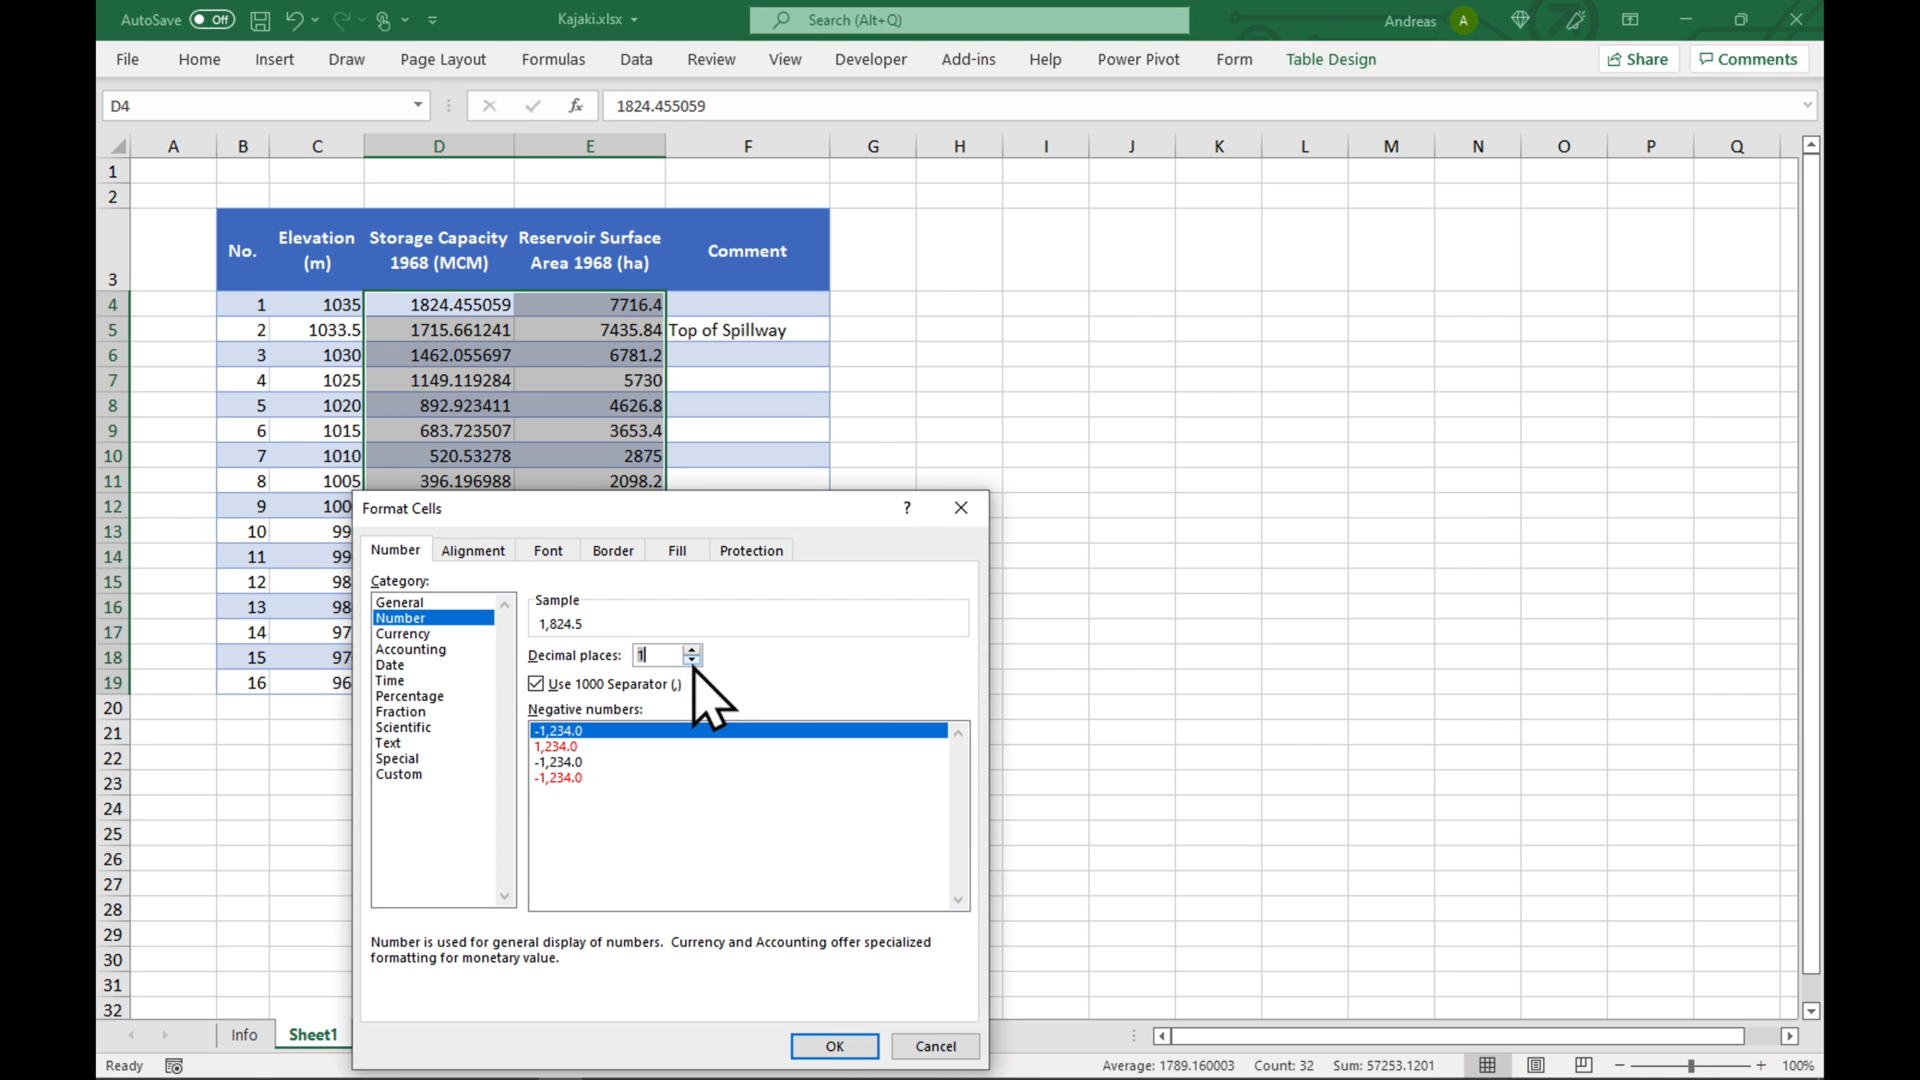 AutoSave Off Kajaki.xlsx Search (Alt+Q) Andreas A
File Home Insert Draw Page Layout Formulas Data Review View Developer Add-ins Help Power Pivot Form Table Design Share Comments
D4 fx 1824.455059
A B C D E F G H I J K L M N O P Q
1
2
3 No. Elevation (m) Storage Capacity 1968 (MCM) Reservoir Surface Area 1968 (ha) Comment
4 1 1035 1824.455059 7716.4
5 2 1033.5 1715.661241 7435.84 Top of Spillway
6 3 1030 1462.055697 6781.2
7 4 1025 1149.119284 5730
8 5 1020 892.923411 4626.8
9 6 1015 683.723507 3653.4
10 7 1010 520.53278 2875
11 8 1005 396.196988 2098.2
12 9 100
13 10 99
14 11 99
15 12 98
16 13 98
17 14 97
18 15 97
19 16 96
20
21
22
23
24
25
26
27
28
29
30
31
32
Format Cells ?
Number Alignment Font Border Fill Protection
Category:
General
Number
Currency
Accounting
Date
Time
Percentage
Fraction
Scientific
Text
Special
Custom
Sample
1,824.5
Decimal places: 1
Use 1000 Separator (,)
Negative numbers:
-1,234.0
1,234.0
-1,234.0
-1,234.0
Number is used for general display of numbers. Currency and Accounting offer specialized
formatting for monetary value.
OK Cancel
Info Sheet1
Ready Average: 1789.160003 Count: 32 Sum: 57253.1201 100%